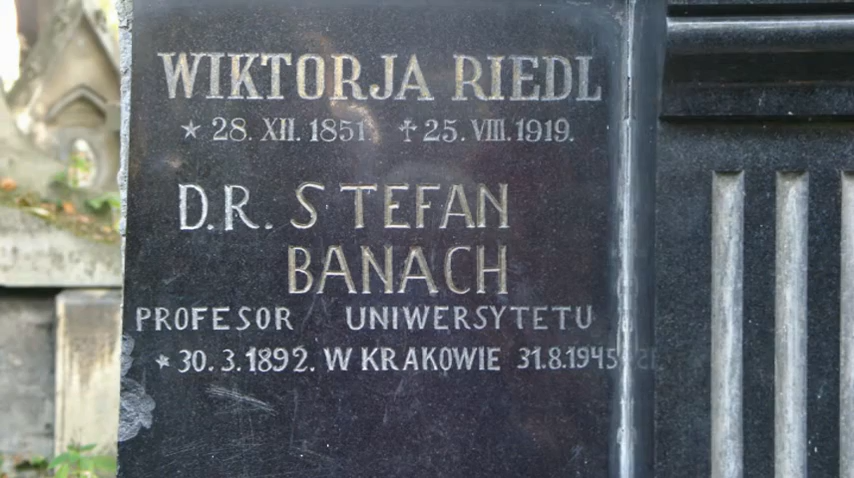 WIKTORJA RIEDL
* 28. XII. 1851. † 25. VIII. 1919.
D.R. STEFAN
BANACH
PROFESOR UNIWERSYTETU
* 30. 3. 1892. W KRAKOWIE 31.8.1945